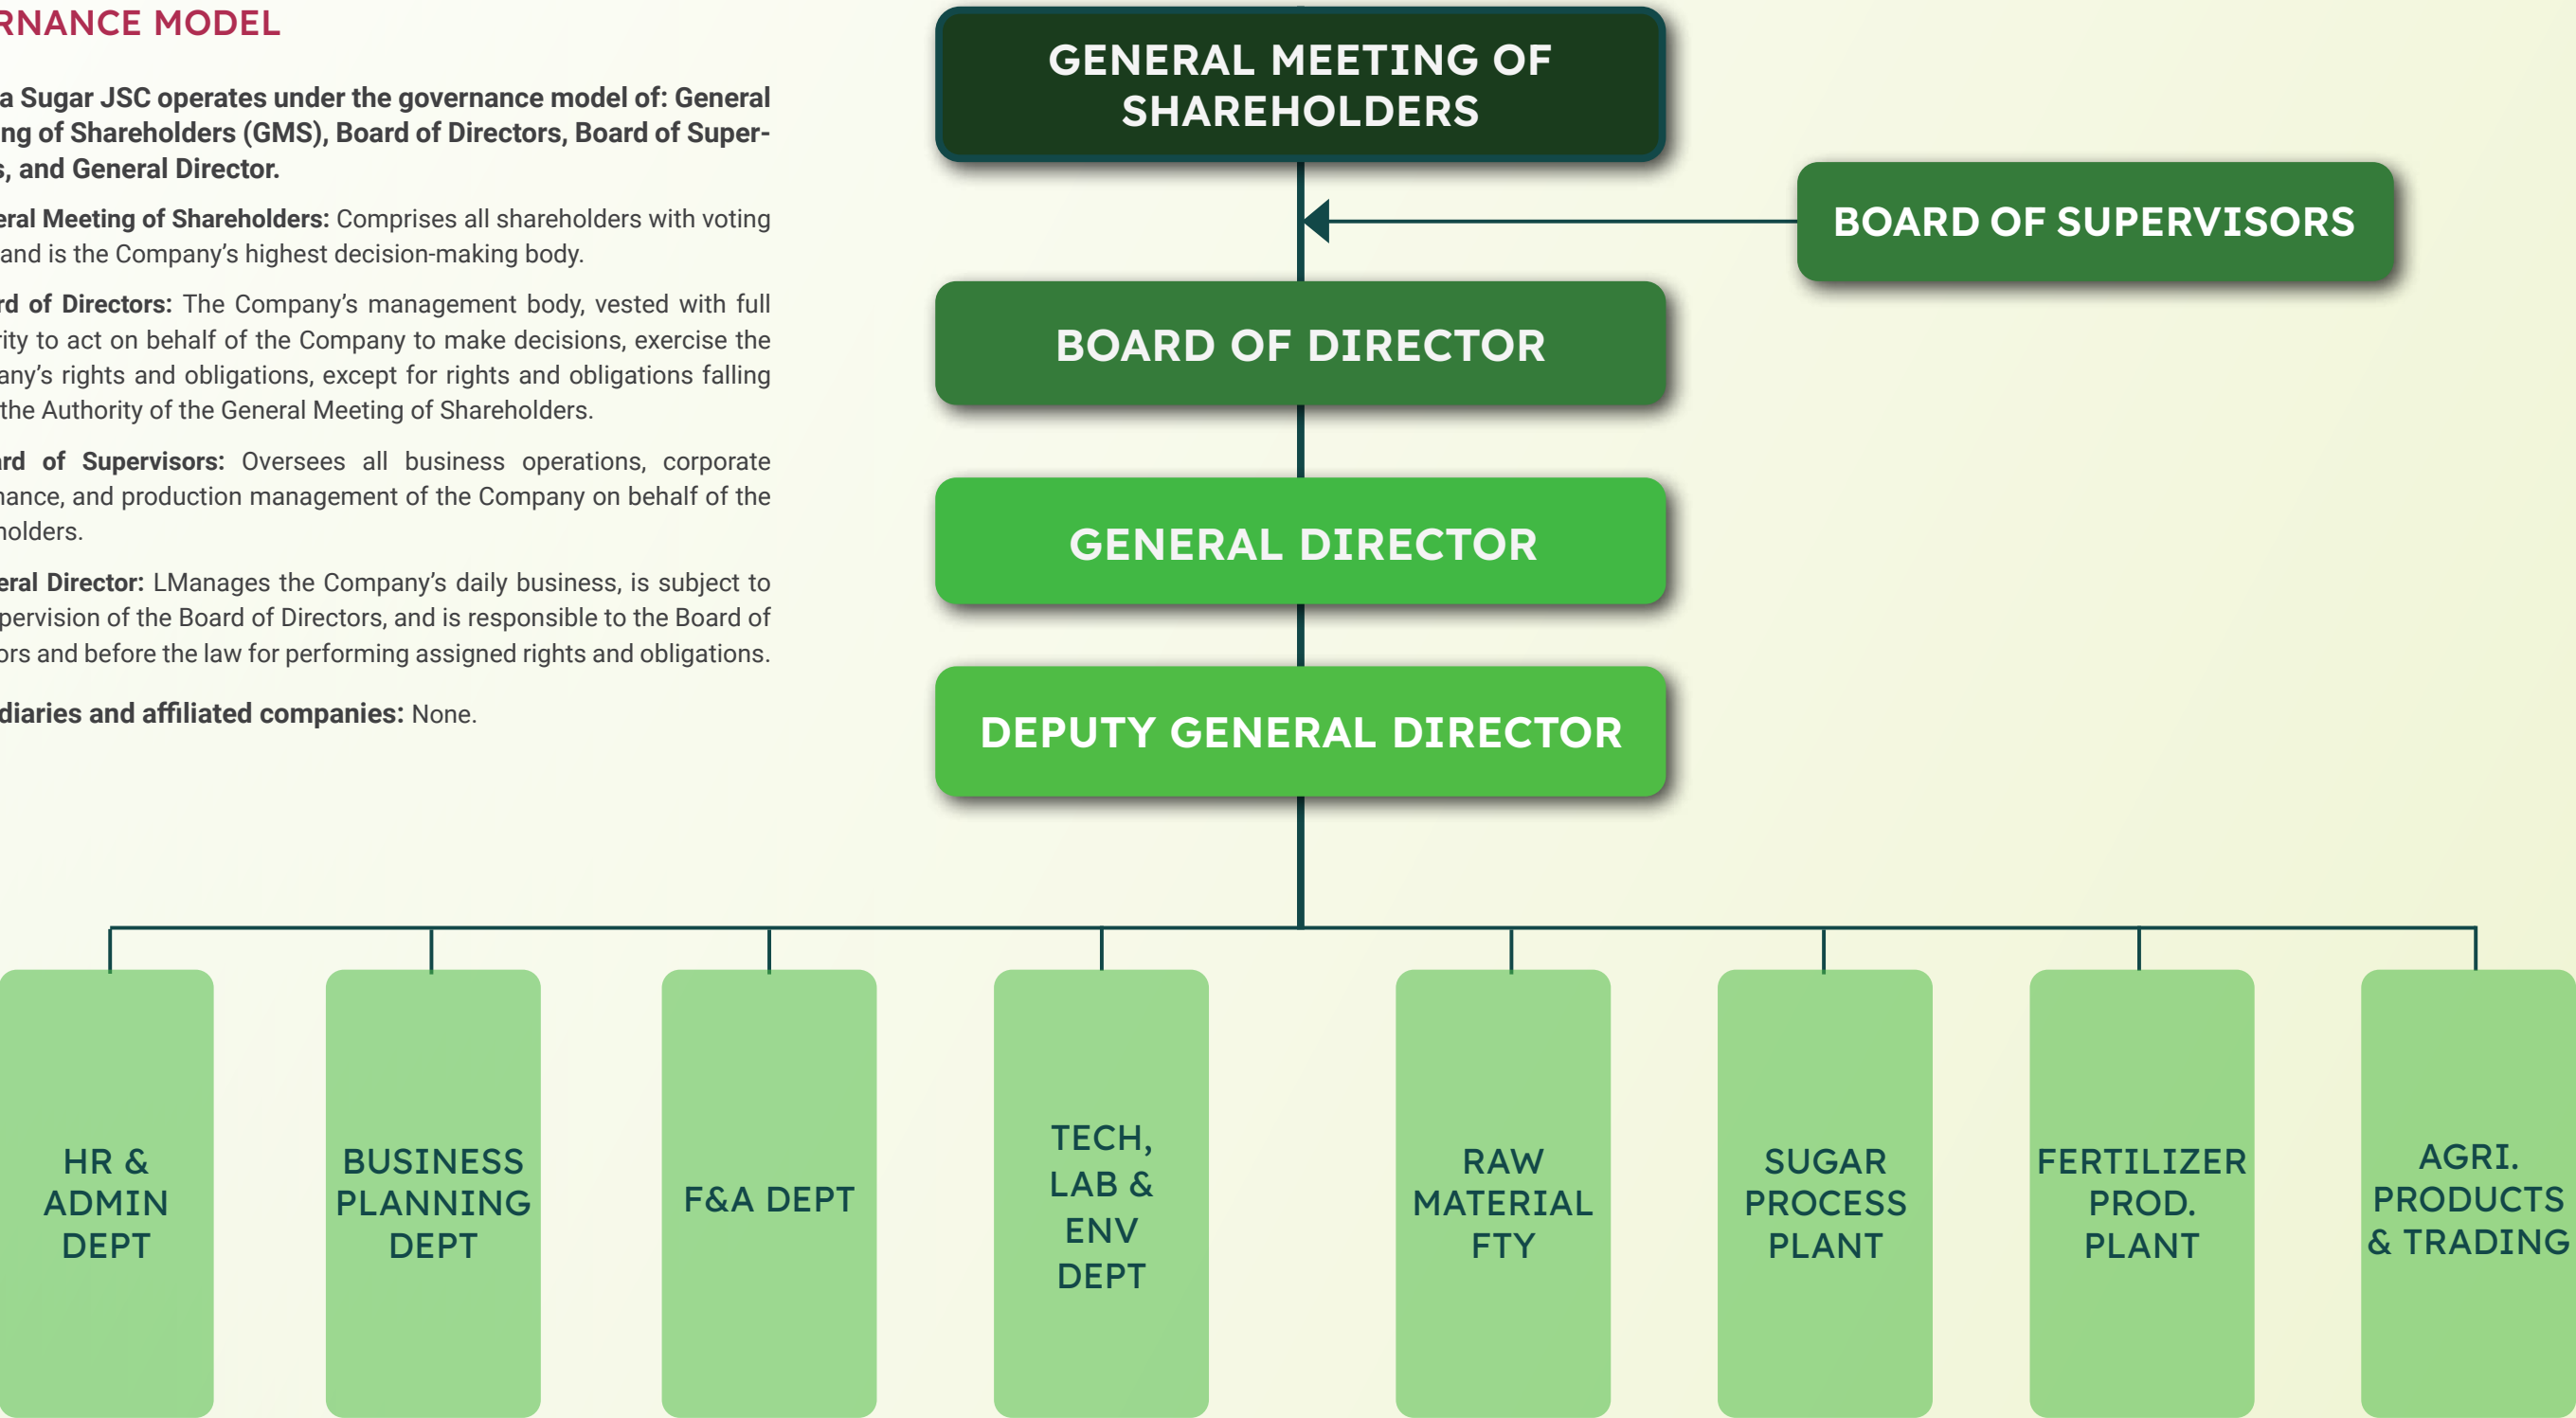 RNANCE MODEL
a Sugar JSC operates under the governance model of: General
ng of Shareholders (GMS), Board of Directors, Board of Super-
s, and General Director.
eral Meeting of Shareholders: Comprises all shareholders with voting
and is the Company's highest decision-making body.
rd of Directors: The Company's management body, vested with full
rity to act on behalf of the Company to make decisions, exercise the
any's rights and obligations, except for rights and obligations falling
the Authority of the General Meeting of Shareholders.
ard of Supervisors: Oversees all business operations, corporate
nance, and production management of the Company on behalf of the
holders.
eral Director: LManages the Company's daily business, is subject to
pervision of the Board of Directors, and is responsible to the Board of
ors and before the law for performing assigned rights and obligations.
diaries and affiliated companies: None.
GENERAL MEETING OF
SHAREHOLDERS
BOARD OF SUPERVISORS
BOARD OF DIRECTOR
GENERAL DIRECTOR
DEPUTY GENERAL DIRECTOR
HR &
ADMIN
DEPT
BUSINESS
PLANNING
DEPT
F&A DEPT
TECH,
LAB &
ENV
DEPT
RAW
MATERIAL
FTY
SUGAR
PROCESS
PLANT
FERTILIZER
PROD.
PLANT
AGRI.
PRODUCTS
& TRADING